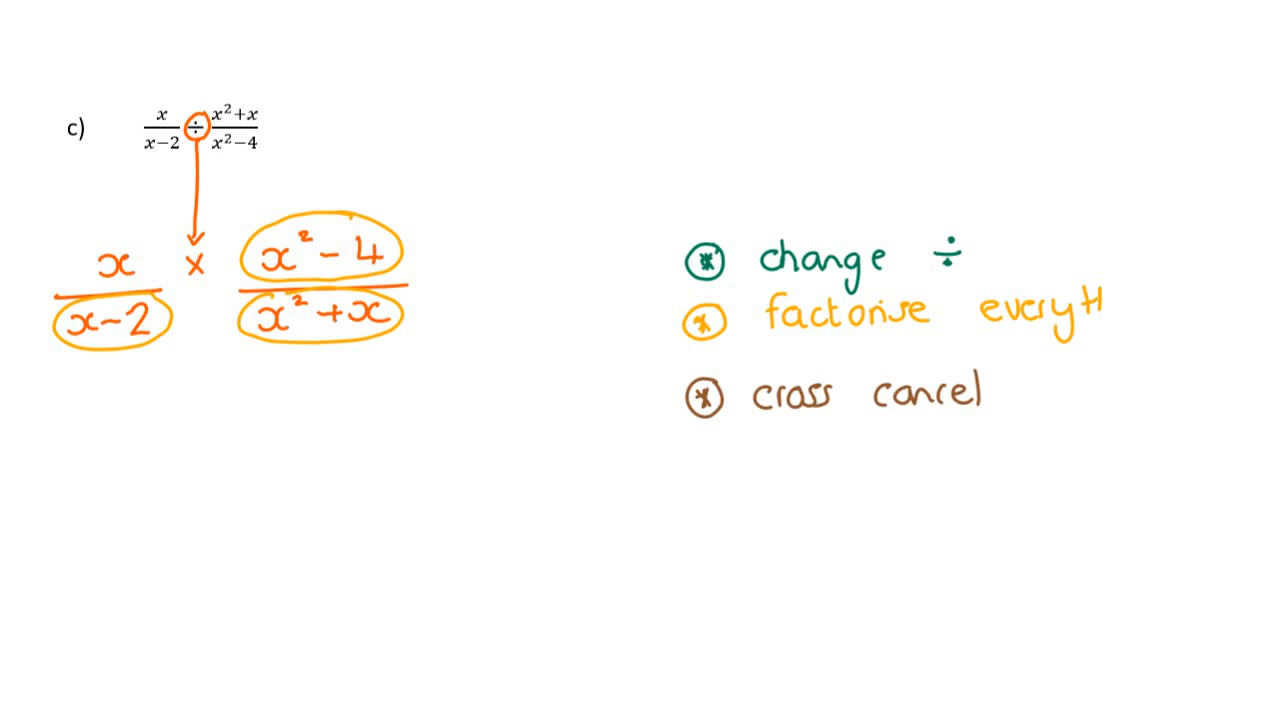 c) x/x−2 ÷ x²+x/x²−4
x/x-2 × x²-4/x²+x
* change ÷
* factorise everyth
* cross cancel